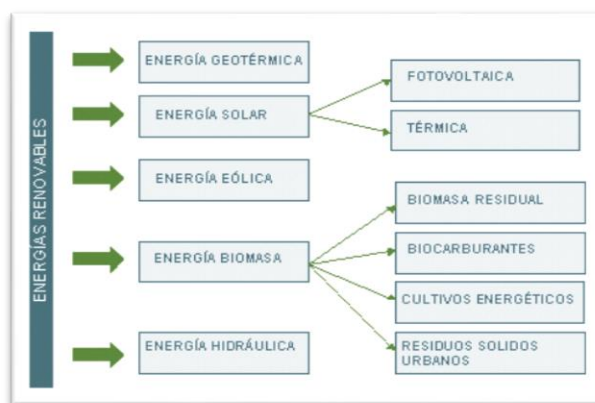 ENERGÍAS RENOVABLES
ENERGÍA GEOTÉRMICA
ENERGÍA SOLAR
FOTOVOLTAICA
TÉRMICA
ENERGÍA EÓLICA
ENERGÍA BIOMASA
BIOMASA RESIDUAL
BIOCARBURANTES
CULTIVOS ENERGÉTICOS
RESIDUOS SOLIDOS
URBANOS
ENERGÍA HIDRÁULICA